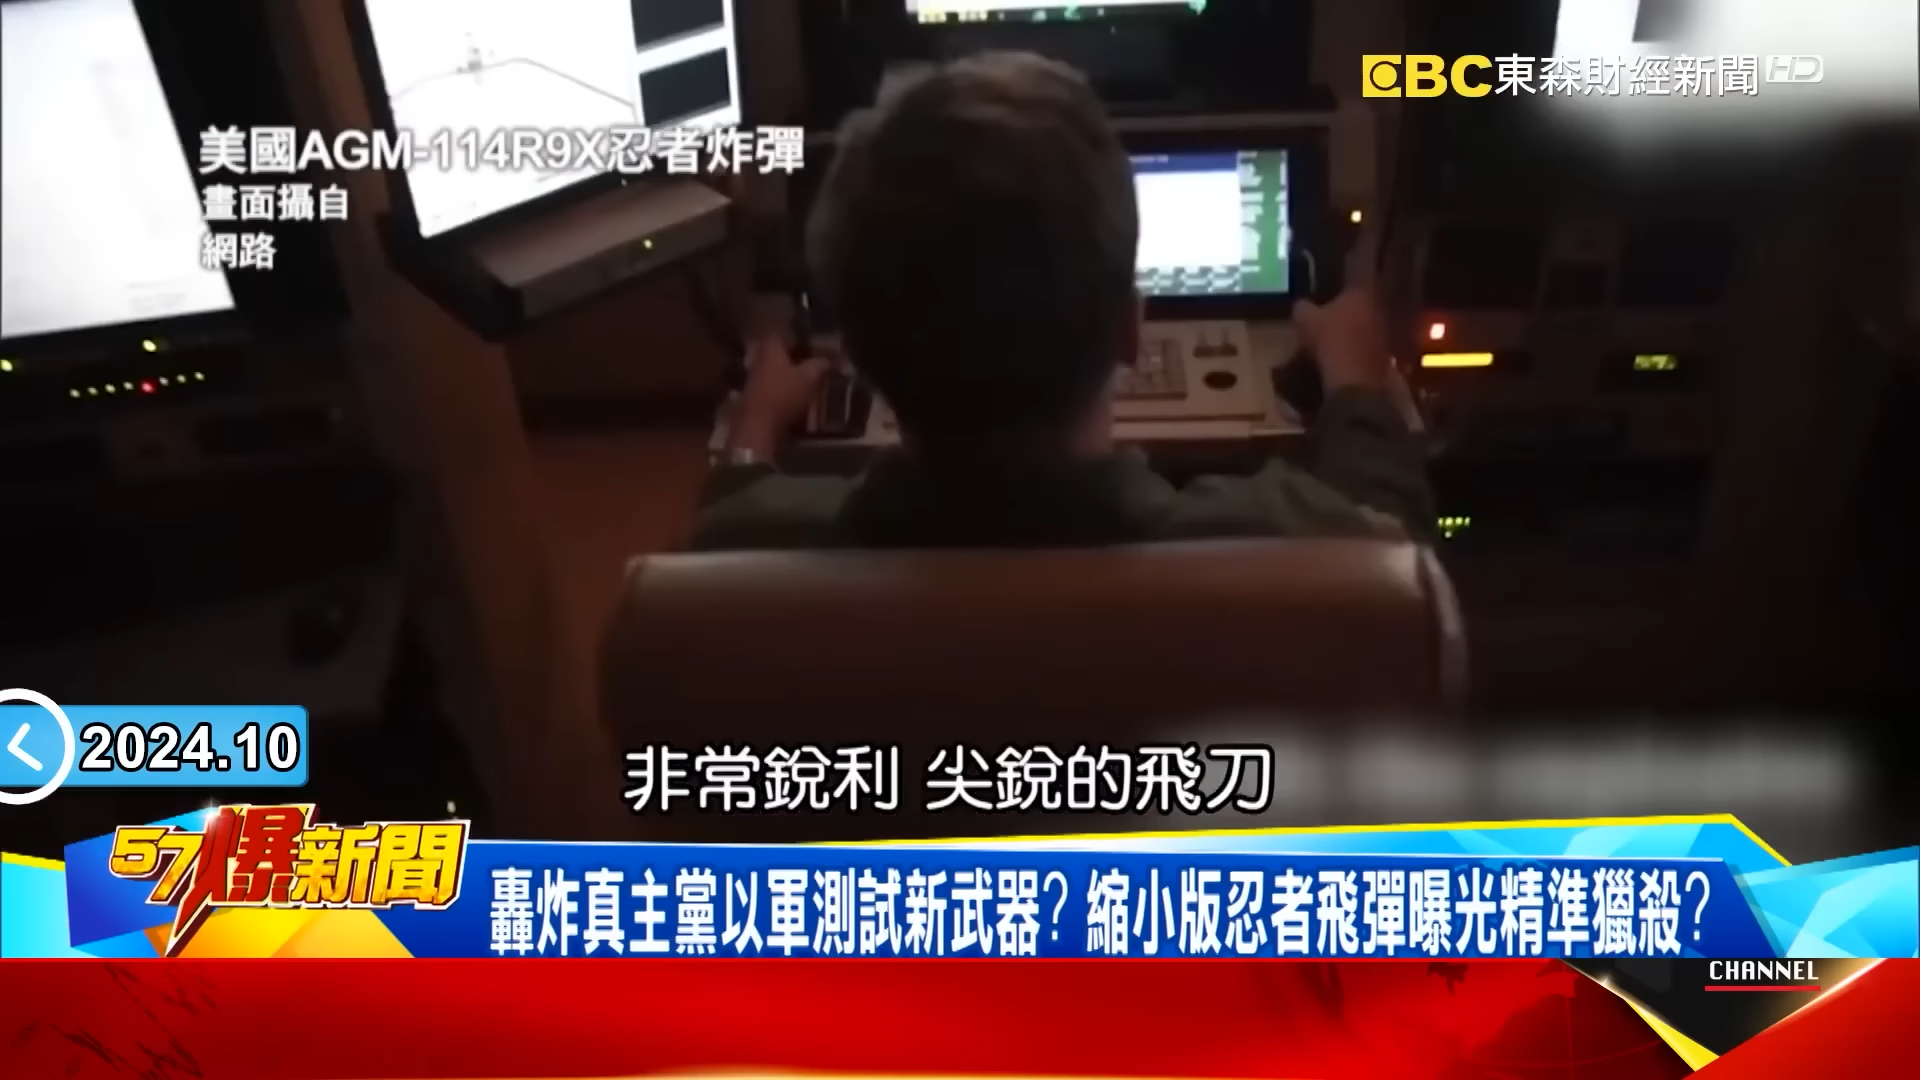 EBC東森財經新聞HD
美國AGM-114R9X忍者炸彈
畫面攝自
網路
2024.10
非常銳利 尖銳的飛刀
57爆新聞
轟炸真主黨以軍測試新武器? 縮小版忍者飛彈曝光精準獵殺?
CHANNEL